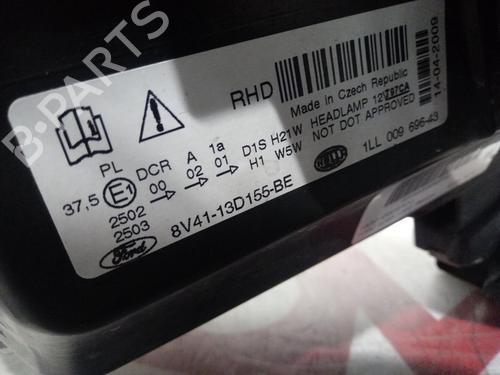 B-PARTS
RHD
Made in Czech Republic
HEADLAMP 12V
NOT DOT APPROVED
14-04-2009
PL DCR A 1a D1S H21W
37,5 E1 00 02 01 H1 W5W
2502
2503
HELLA
1LL 009 696-43
Ford
8V41-13D155-BE